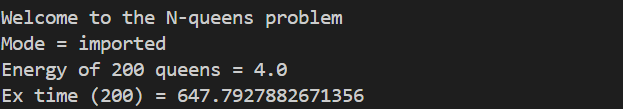 Welcome to the N-queens problem
Mode = imported
Energy of 200 queens = 4.0
Ex time (200) = 647.7927882671356